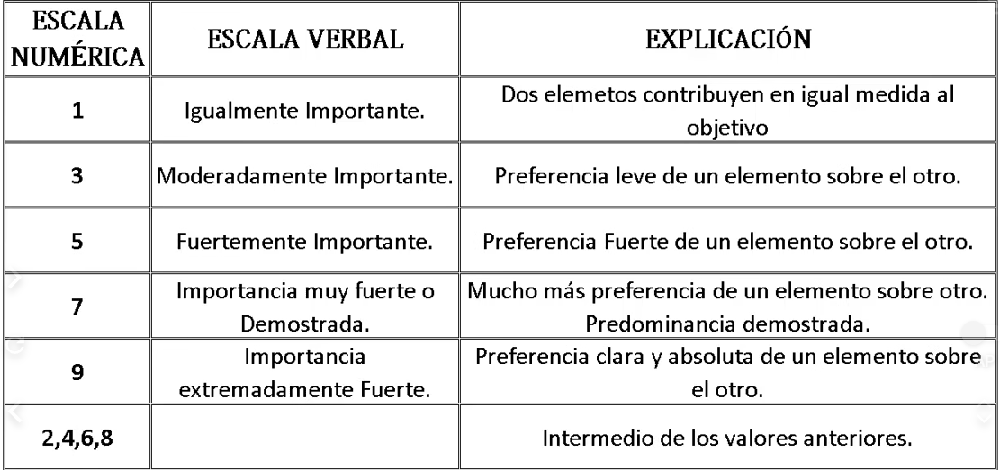 ESCALA
NUMÉRICA
ESCALA VERBAL
EXPLICACIÓN
1
Igualmente Importante.
Dos elemetos contribuyen en igual medida al
objetivo
3
Moderadamente Importante.
Preferencia leve de un elemento sobre el otro.
5
Fuertemente Importante.
Preferencia Fuerte de un elemento sobre el otro.
7
Importancia muy fuerte o
Demostrada.
Mucho más preferencia de un elemento sobre otro.
Predominancia demostrada.
9
Importancia
extremadamente Fuerte.
Preferencia clara y absoluta de un elemento sobre
el otro.
2,4,6,8
Intermedio de los valores anteriores.